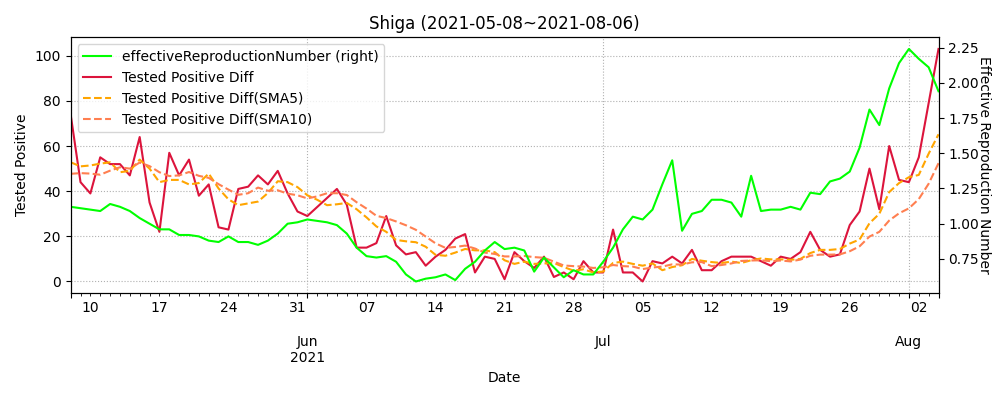 Shiga (2021-05-08~2021-08-06)
effectiveReproductionNumber (right)
Tested Positive Diff
Tested Positive Diff(SMA5)
Tested Positive Diff(SMA10)
Tested Positive
100
80
60
40
20
0
2.25
2.00
1.75
1.50
1.25
1.00
0.75
Effective Reproduction Number
10 17 24 31 07 14 21 28 05 12 19 26 02
Jun Jul Aug
2021
Date